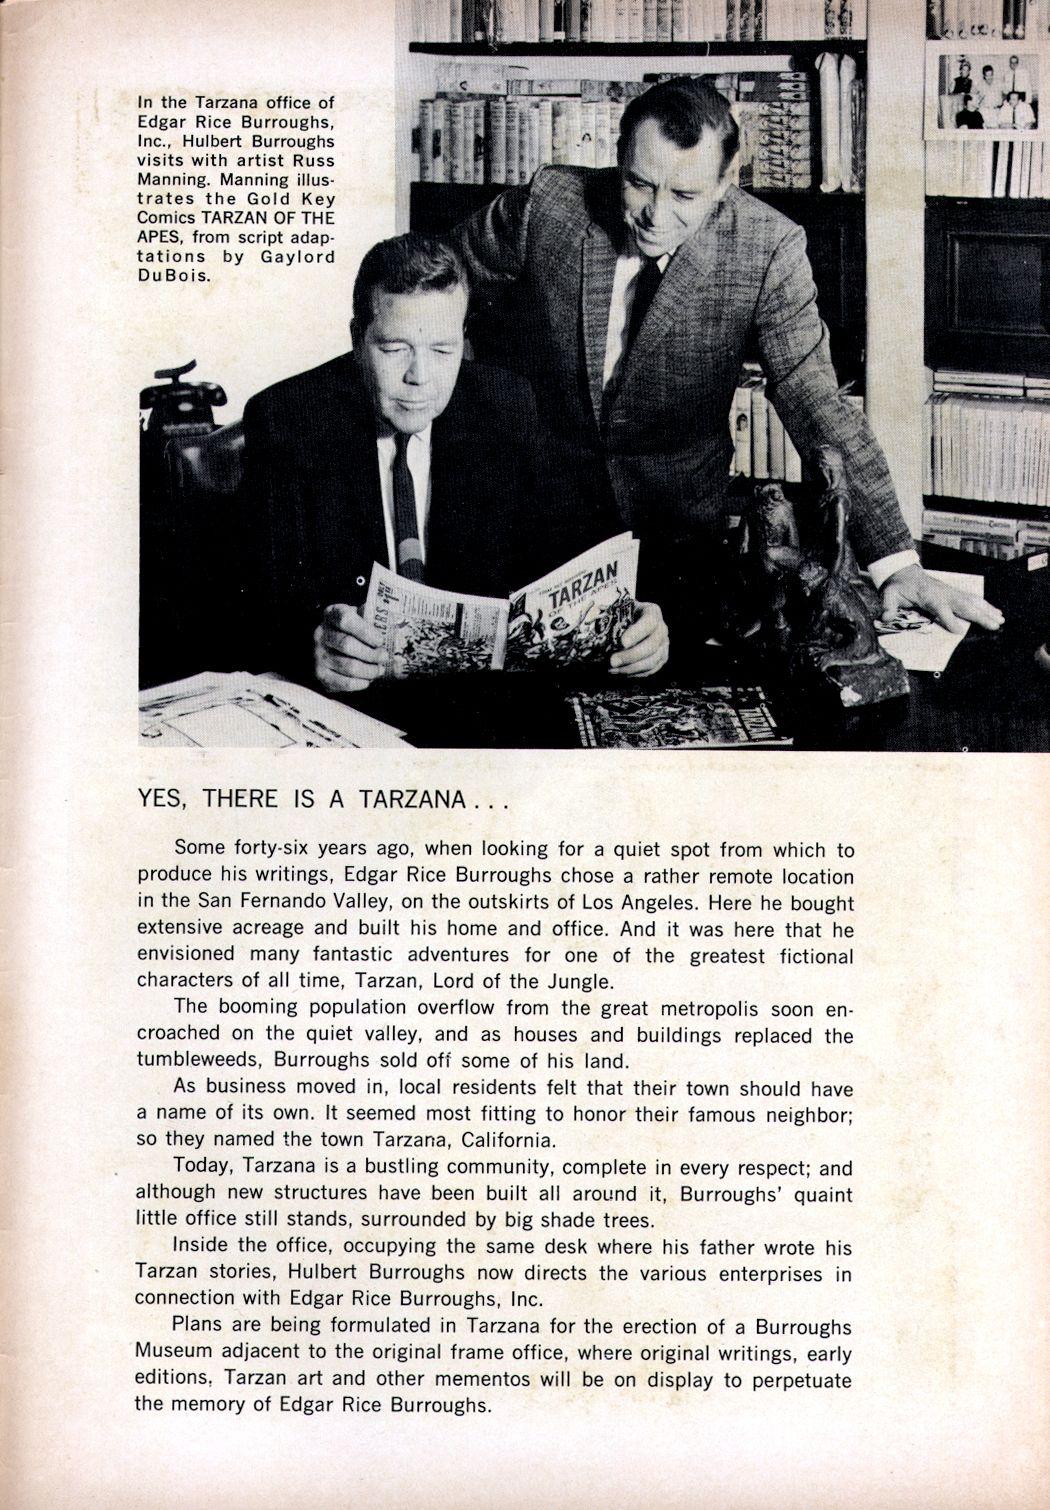 In the Tarzana office of
Edgar Rice Burroughs,
Inc., Hulbert Burroughs
visits with artist Russ
Manning. Manning illus-
trates the Gold Key
Comics TARZAN OF THE
APES, from script adap-
tations by Gaylord
DuBois.
TARZAN
OF THE APES
TARZAN
YES, THERE IS A TARZANA . . .
Some forty-six years ago, when looking for a quiet spot from which to
produce his writings, Edgar Rice Burroughs chose a rather remote location
in the San Fernando Valley, on the outskirts of Los Angeles. Here he bought
extensive acreage and built his home and office. And it was here that he
envisioned many fantastic adventures for one of the greatest fictional
characters of all time, Tarzan, Lord of the Jungle.
The booming population overflow from the great metropolis soon en-
croached on the quiet valley, and as houses and buildings replaced the
tumbleweeds, Burroughs sold off some of his land.
As business moved in, local residents felt that their town should have
a name of its own. It seemed most fitting to honor their famous neighbor;
so they named the town Tarzana, California.
Today, Tarzana is a bustling community, complete in every respect; and
although new structures have been built all around it, Burroughs' quaint
little office still stands, surrounded by big shade trees.
Inside the office, occupying the same desk where his father wrote his
Tarzan stories, Hulbert Burroughs now directs the various enterprises in
connection with Edgar Rice Burroughs, Inc.
Plans are being formulated in Tarzana for the erection of a Burroughs
Museum adjacent to the original frame office, where original writings, early
editions, Tarzan art and other mementos will be on display to perpetuate
the memory of Edgar Rice Burroughs.